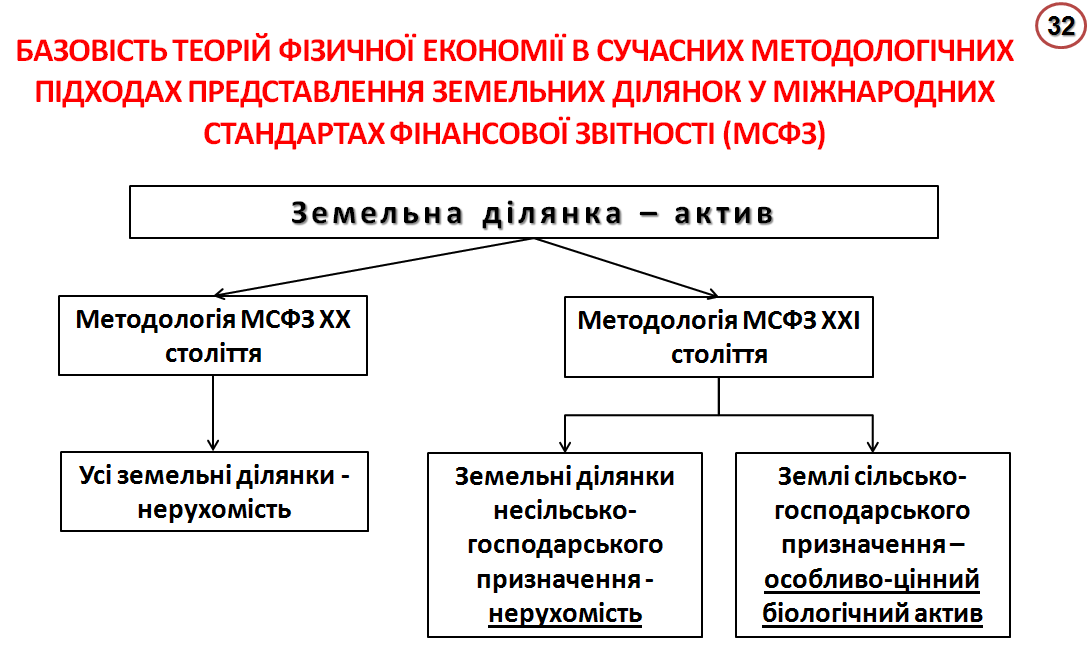 32
БАЗОВІСТЬ ТЕОРІЙ ФІЗИЧНОЇ ЕКОНОМІЇ В СУЧАСНИХ МЕТОДОЛОГІЧНИХ
ПІДХОДАХ ПРЕДСТАВЛЕННЯ ЗЕМЕЛЬНИХ ДІЛЯНОК У МІЖНАРОДНИХ
СТАНДАРТАХ ФІНАНСОВОЇ ЗВІТНОСТІ (МСФЗ)
Земельна ділянка – актив
Методологія МСФЗ ХХ
століття
Методологія МСФЗ ХХІ
століття
Усі земельні ділянки -
нерухомість
Земельні ділянки
несільсько-
господарського
призначення -
нерухомість
Землі сільсько-
господарського
призначення –
особливо-цінний
біологічний актив